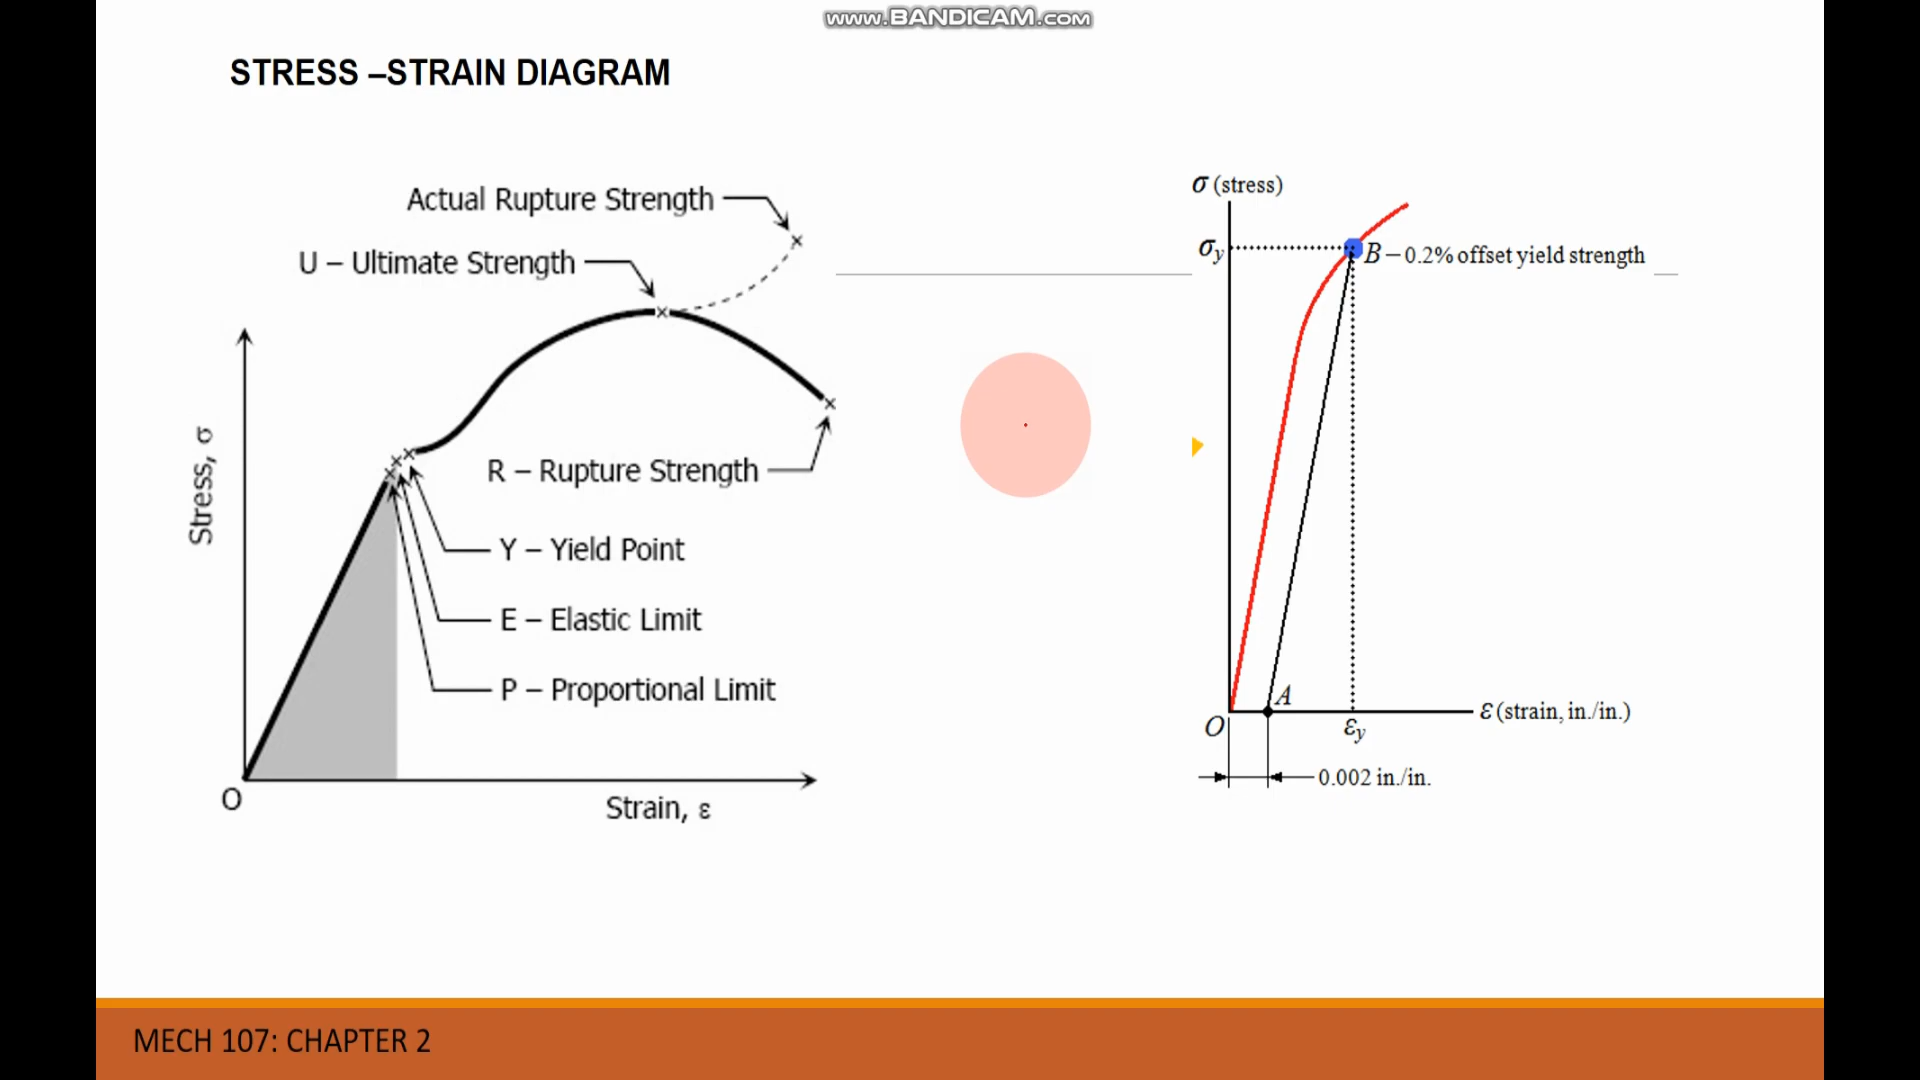 www.BANDICAM.com
STRESS –STRAIN DIAGRAM
Actual Rupture Strength
U – Ultimate Strength
R – Rupture Strength
Y – Yield Point
E – Elastic Limit
P – Proportional Limit
Stress, σ
O
Strain, ε
σ (stress)
σy
B – 0.2% offset yield strength
A
O
εy
ε (strain, in./in.)
0.002 in./in.
MECH 107: CHAPTER 2